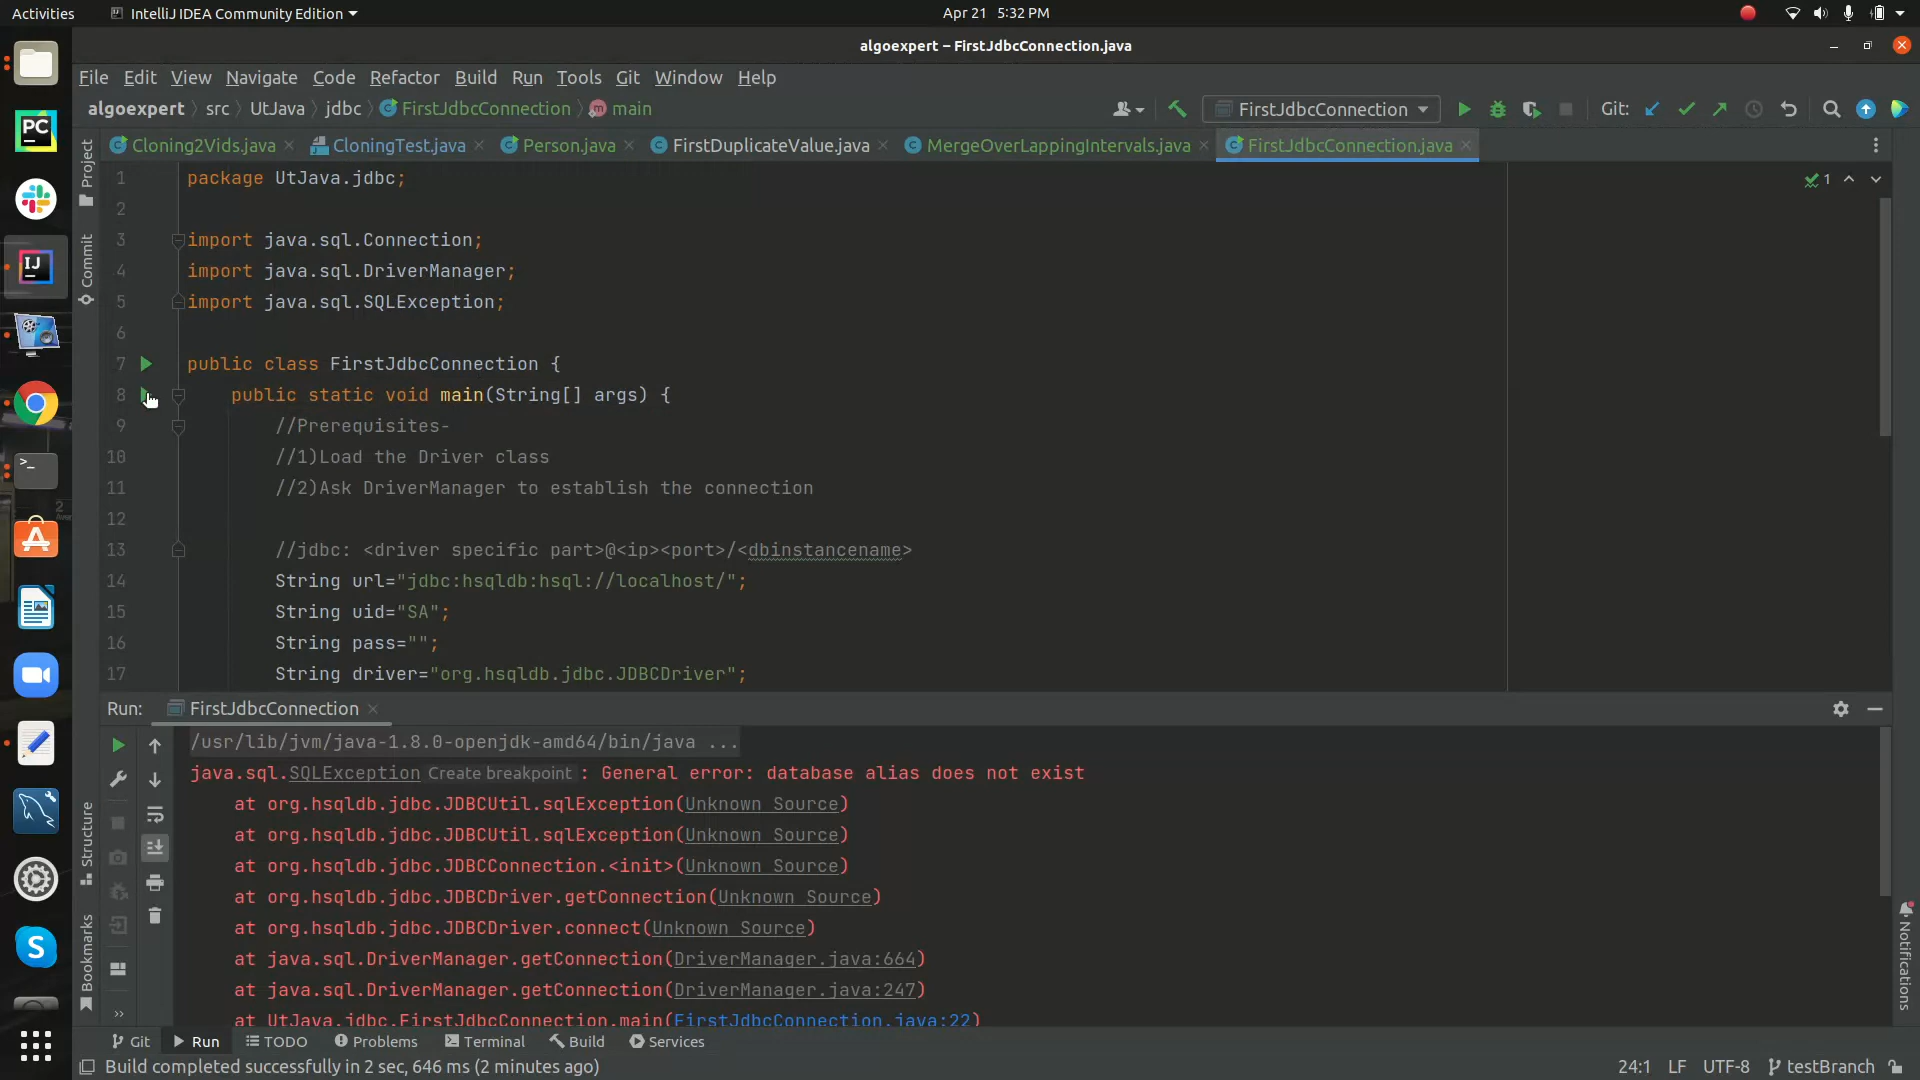 Activities IntelliJ IDEA Community Edition Apr 21 5:32 PM
algoexpert – FirstJdbcConnection.java
File Edit View Navigate Code Refactor Build Run Tools Git Window Help
algoexpert src UtJava jdbc FirstJdbcConnection main FirstJdbcConnection Git:
Cloning2Vids.java CloningTest.java Person.java FirstDuplicateValue.java MergeOverLappingIntervals.java FirstJdbcConnection.java
Project
Commit
Structure
Bookmarks
Notifications
1 package UtJava.jdbc; 1
2
3 import java.sql.Connection;
4 import java.sql.DriverManager;
5 import java.sql.SQLException;
6
7 public class FirstJdbcConnection {
8 public static void main(String[] args) {
9 //Prerequisites-
10 //1)Load the Driver class
11 //2)Ask DriverManager to establish the connection
12
13 //jdbc: <driver specific part>@<ip><port>/<dbinstancename>
14 String url="jdbc:hsqldb:hsql://localhost/";
15 String uid="SA";
16 String pass="";
17 String driver="org.hsqldb.jdbc.JDBCDriver";
Run: FirstJdbcConnection
/usr/lib/jvm/java-1.8.0-openjdk-amd64/bin/java ...
java.sql.SQLException Create breakpoint : General error: database alias does not exist
at org.hsqldb.jdbc.JDBCUtil.sqlException(Unknown Source)
at org.hsqldb.jdbc.JDBCUtil.sqlException(Unknown Source)
at org.hsqldb.jdbc.JDBCConnection.<init>(Unknown Source)
at org.hsqldb.jdbc.JDBCDriver.getConnection(Unknown Source)
at org.hsqldb.jdbc.JDBCDriver.connect(Unknown Source)
at java.sql.DriverManager.getConnection(DriverManager.java:664)
at java.sql.DriverManager.getConnection(DriverManager.java:247)
at UtJava.jdbc.FirstJdbcConnection.main(FirstJdbcConnection.java:22)
Git Run TODO Problems Terminal Build Services
Build completed successfully in 2 sec, 646 ms (2 minutes ago) 24:1 LF UTF-8 testBranch
PC
IJ
S